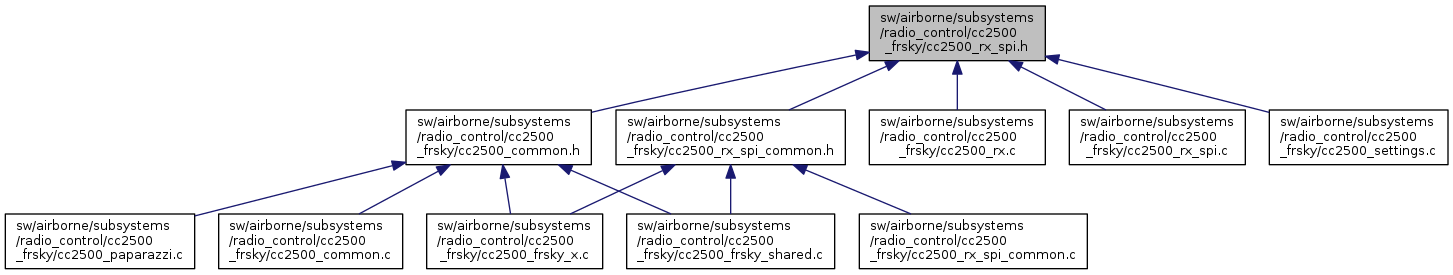 sw/airborne/subsystems
/radio_control/cc2500
_frsky/cc2500_rx_spi.h
sw/airborne/subsystems
/radio_control/cc2500
_frsky/cc2500_common.h
sw/airborne/subsystems
/radio_control/cc2500
_frsky/cc2500_rx_spi_common.h
sw/airborne/subsystems
/radio_control/cc2500
_frsky/cc2500_rx.c
sw/airborne/subsystems
/radio_control/cc2500
_frsky/cc2500_rx_spi.c
sw/airborne/subsystems
/radio_control/cc2500
_frsky/cc2500_settings.c
sw/airborne/subsystems
/radio_control/cc2500
_frsky/cc2500_paparazzi.c
sw/airborne/subsystems
/radio_control/cc2500
_frsky/cc2500_common.c
sw/airborne/subsystems
/radio_control/cc2500
_frsky/cc2500_frsky_x.c
sw/airborne/subsystems
/radio_control/cc2500
_frsky/cc2500_frsky_shared.c
sw/airborne/subsystems
/radio_control/cc2500
_frsky/cc2500_rx_spi_common.c